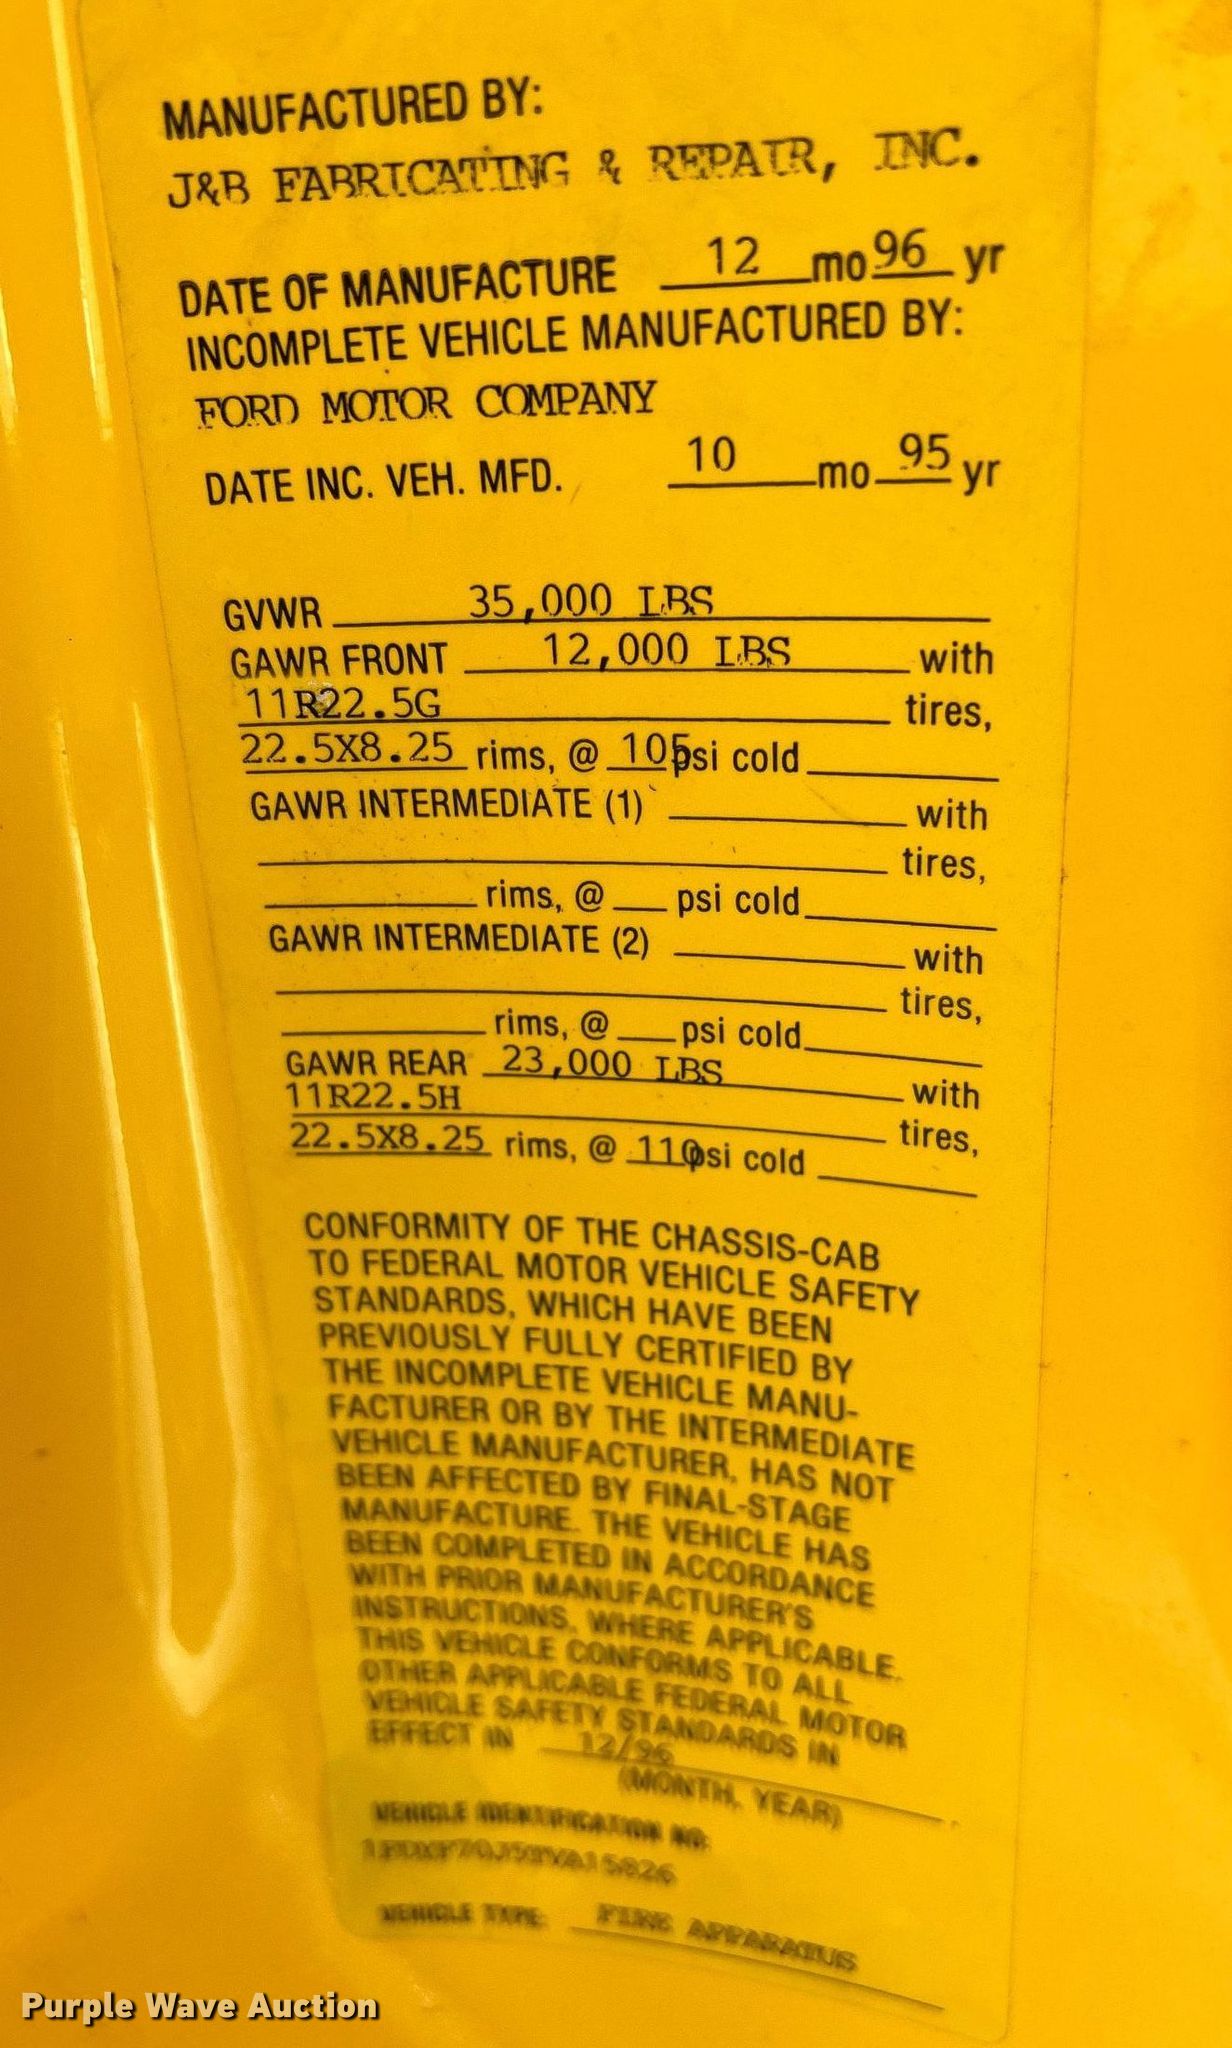 MANUFACTURED BY:
J&B FABRICATING & REPAIR, INC.
DATE OF MANUFACTURE 12 mo 96 yr
INCOMPLETE VEHICLE MANUFACTURED BY:
FORD MOTOR COMPANY
DATE INC. VEH. MFD. 10 mo 95 yr
GVWR 35,000 LBS
GAWR FRONT 12,000 LBS with
11R22.5G tires,
22.5X8.25 rims, @ 105 psi cold
GAWR INTERMEDIATE (1) with
tires,
rims, @ psi cold
GAWR INTERMEDIATE (2) with
tires,
rims, @ psi cold
GAWR REAR 23,000 LBS with
11R22.5H tires,
22.5X8.25 rims, @ 110 psi cold
CONFORMITY OF THE CHASSIS-CAB
TO FEDERAL MOTOR VEHICLE SAFETY
STANDARDS, WHICH HAVE BEEN
PREVIOUSLY FULLY CERTIFIED BY
THE INCOMPLETE VEHICLE MANU-
FACTURER OR BY THE INTERMEDIATE
VEHICLE MANUFACTURER, HAS NOT
BEEN AFFECTED BY FINAL-STAGE
MANUFACTURE. THE VEHICLE HAS
BEEN COMPLETED IN ACCORDANCE
WITH PRIOR MANUFACTURER'S
INSTRUCTIONS, WHERE APPLICABLE.
THIS VEHICLE CONFORMS TO ALL
OTHER APPLICABLE FEDERAL MOTOR
VEHICLE SAFETY STANDARDS IN
EFFECT IN 12/96
(MONTH, YEAR)
VEHICLE IDENTIFICATION NO:
VEHICLE TYPE: FIRE APPARATUS
Purple Wave Auction